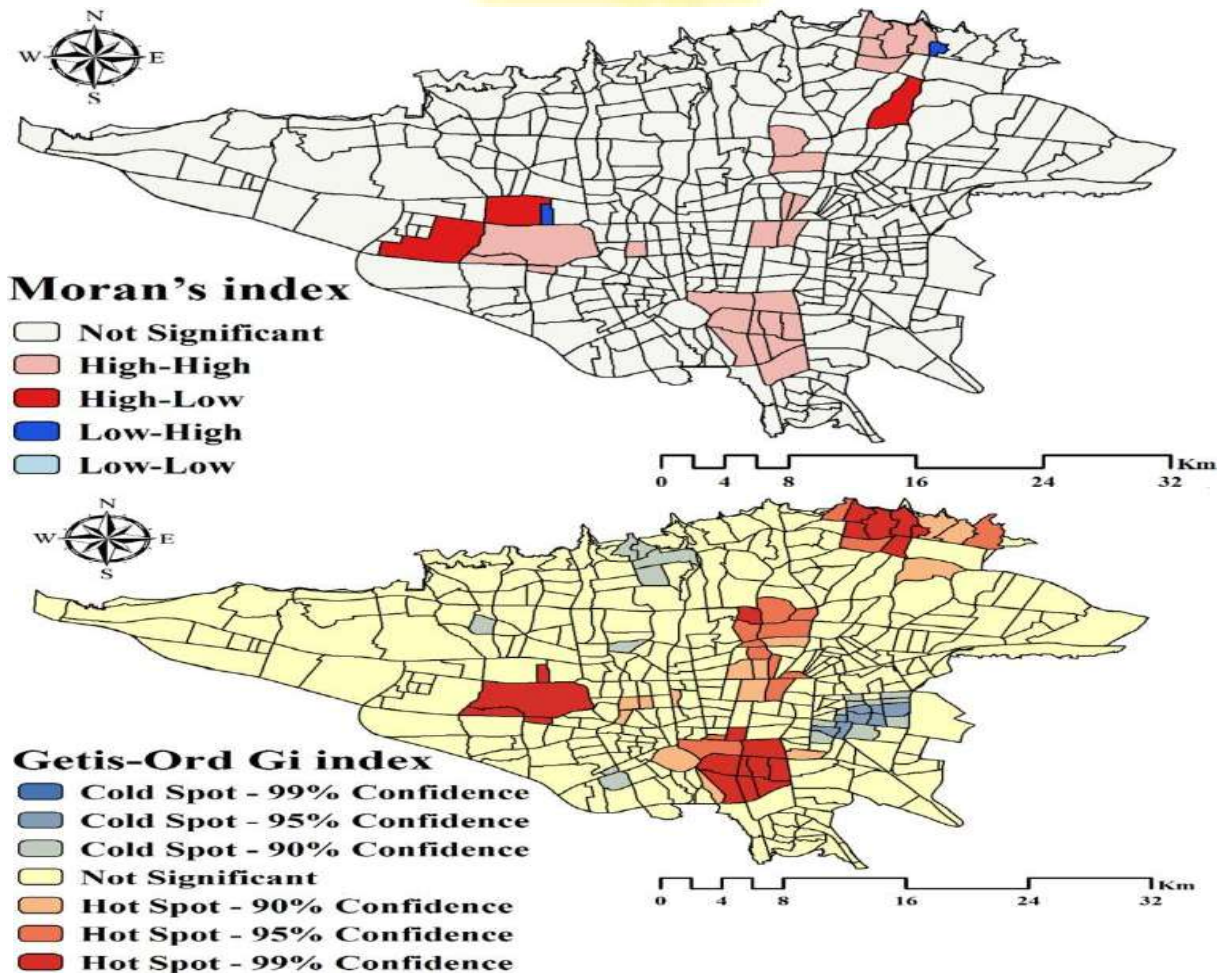 N
W E
S
Moran's index
Not Significant
High-High
High-Low
Low-High
Low-Low
Km
0 4 8 16 24 32
N
W E
S
Getis-Ord Gi index
Cold Spot - 99% Confidence
Cold Spot - 95% Confidence
Cold Spot - 90% Confidence
Not Significant
Hot Spot - 90% Confidence
Hot Spot - 95% Confidence
Hot Spot - 99% Confidence
Km
0 4 8 16 24 32